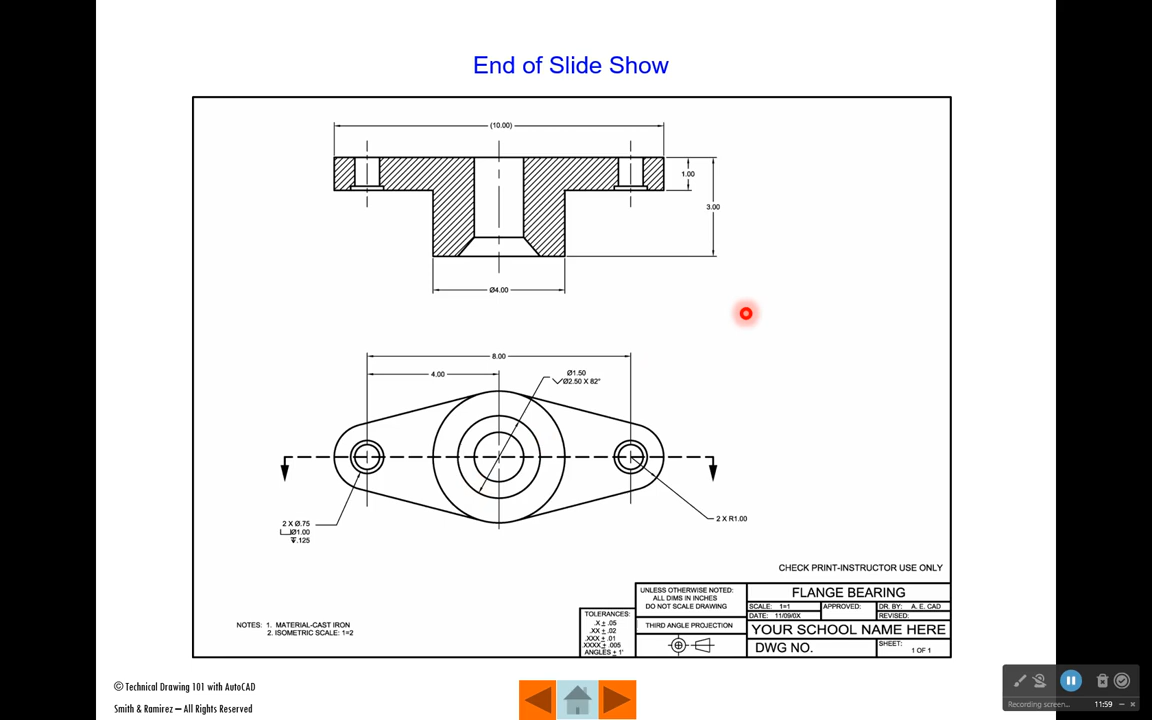 End of Slide Show
(10.00)
1.00
3.00
Ø4.00
8.00
4.00
Ø1.50
Ø2.50 X 82°
2 X Ø.75
Ø1.00
.125
2 X R1.00
CHECK PRINT-INSTRUCTOR USE ONLY
UNLESS OTHERWISE NOTED:
ALL DIMS IN INCHES
DO NOT SCALE DRAWING
THIRD ANGLE PROJECTION
FLANGE BEARING
SCALE: 1=1
APPROVED:
DR. BY: A. E. CAD
DATE: 11/09/0X
REVISED:
YOUR SCHOOL NAME HERE
DWG NO.
SHEET:
1 OF 1
TOLERANCES:
.X ± .05
.XX ± .02
.XXX ± .01
.XXXX ± .005
ANGLES ± 1'
NOTES: 1. MATERIAL-CAST IRON
2. ISOMETRIC SCALE: 1=2
© Technical Drawing 101 with AutoCAD
Smith & Ramirez – All Rights Reserved
Recording screen...
11:59